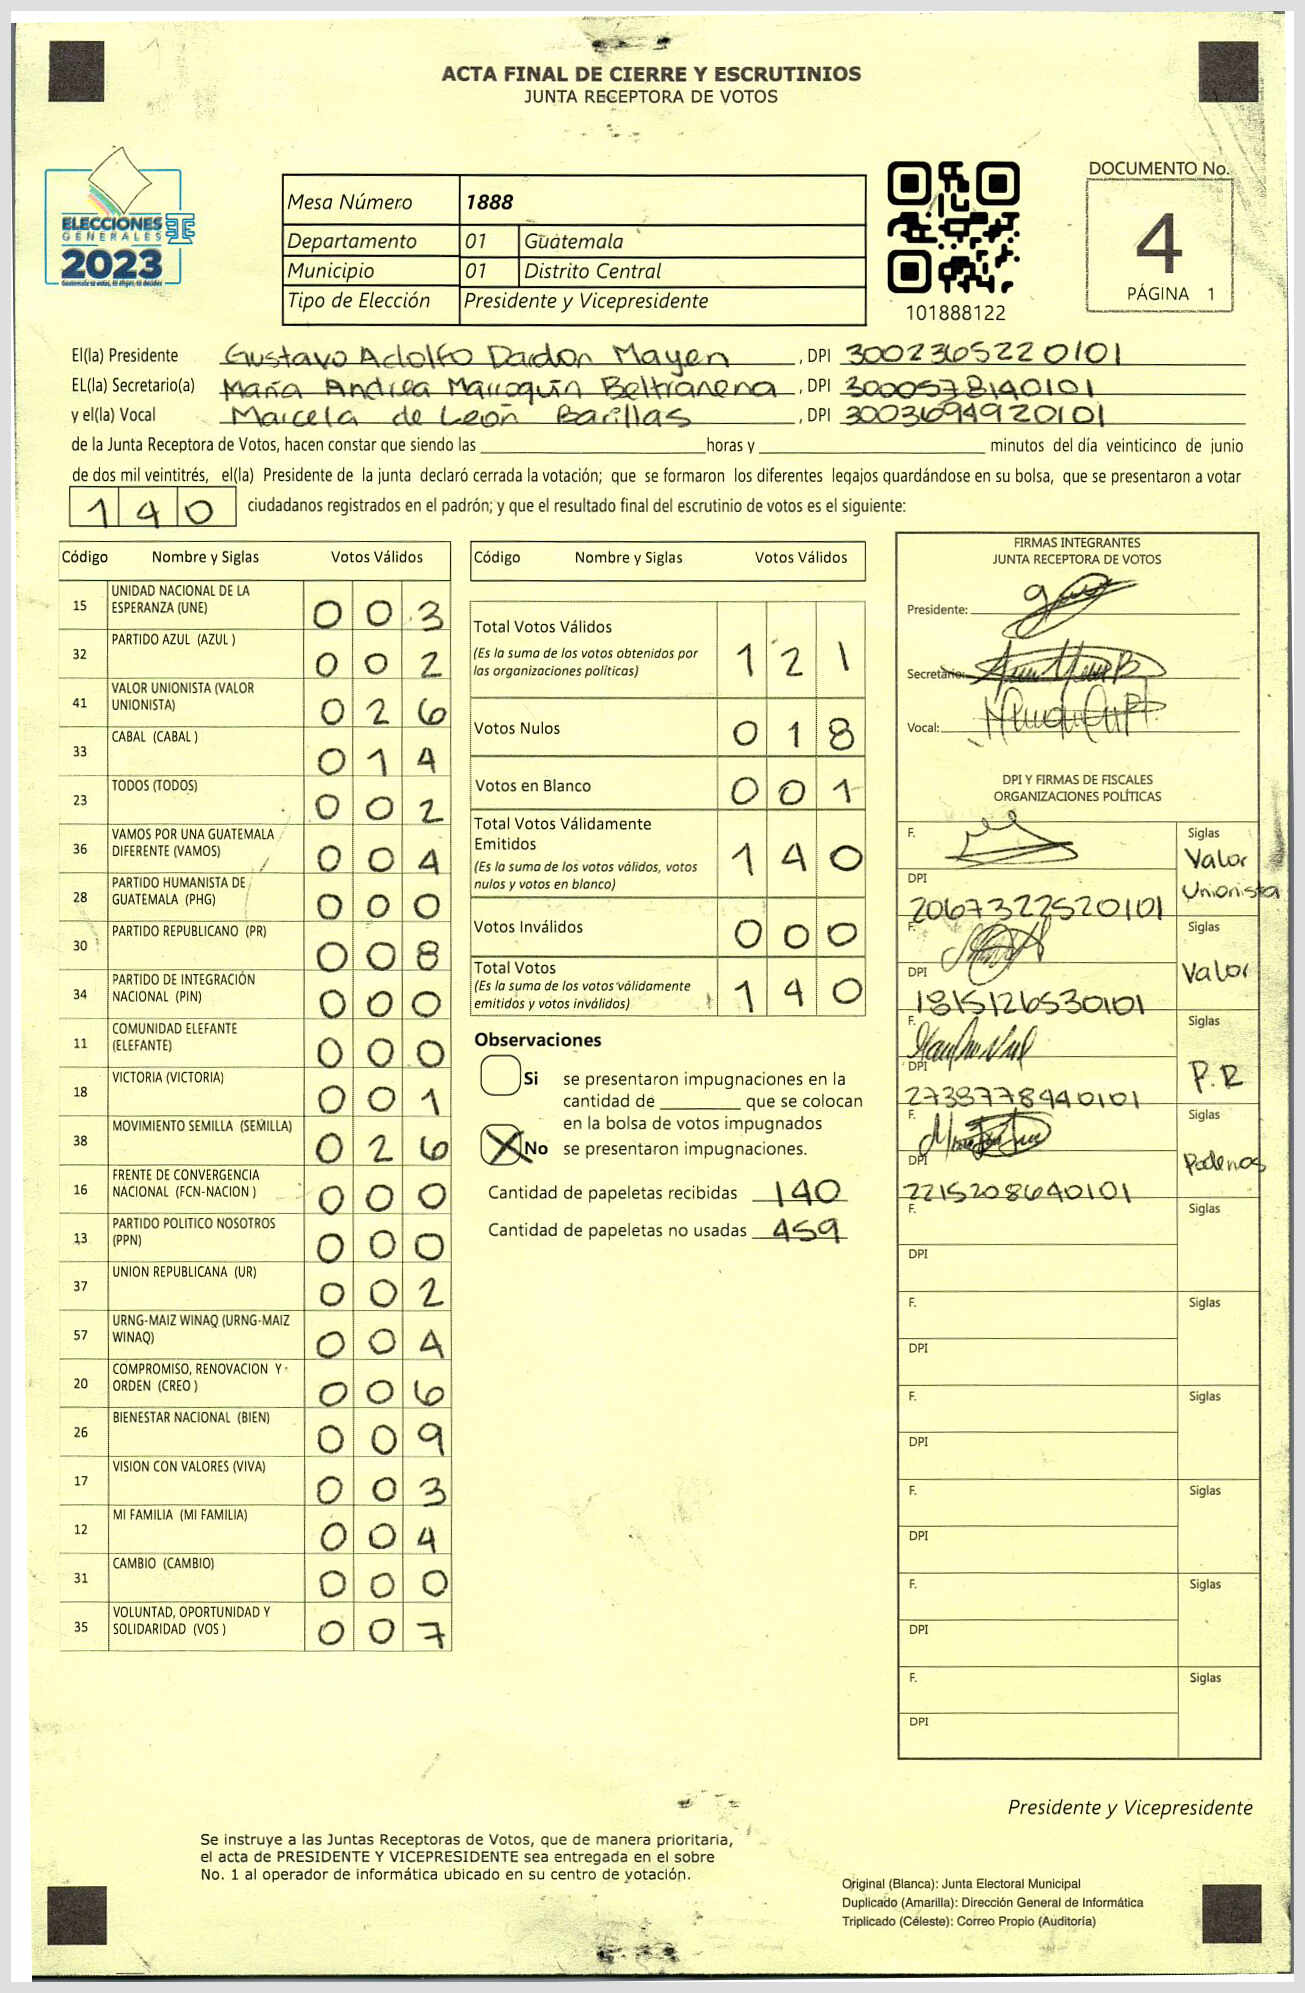 ACTA FINAL DE CIERRE Y ESCRUTINIOS
JUNTA RECEPTORA DE VOTOS
ELECCIONES
GENERALES
2023
Mesa Número 1888
Departamento 01 Guatemala
Municipio 01 Distrito Central
Tipo de Elección Presidente y Vicepresidente
101888122
DOCUMENTO No.
4
PÁGINA 1
El(la) Presidente Gustavo Adolfo Dardon Mayen , DPI 3002365220101
EL(la) Secretario(a) María Andrea Marroquín Beltranena , DPI 3000578140101
y el(la) Vocal Marcela de León Barillas , DPI 3003694920101
de la Junta Receptora de Votos, hacen constar que siendo las horas y minutos del día veinticinco de junio
de dos mil veintitrés, el(la) Presidente de la junta declaró cerrada la votación; que se formaron los diferentes legajos guardándose en su bolsa, que se presentaron a votar
140 ciudadanos registrados en el padrón; y que el resultado final del escrutinio de votos es el siguiente:
Código Nombre y Siglas Votos Válidos
15 UNIDAD NACIONAL DE LA
ESPERANZA (UNE) 0 0 3
32 PARTIDO AZUL (AZUL ) 0 0 2
41 VALOR UNIONISTA (VALOR
UNIONISTA) 0 2 6
33 CABAL (CABAL ) 0 1 4
23 TODOS (TODOS) 0 0 2
36 VAMOS POR UNA GUATEMALA
DIFERENTE (VAMOS) 0 0 4
28 PARTIDO HUMANISTA DE
GUATEMALA (PHG) 0 0 0
30 PARTIDO REPUBLICANO (PR) 0 0 8
34 PARTIDO DE INTEGRACIÓN
NACIONAL (PIN) 0 0 0
11 COMUNIDAD ELEFANTE
(ELEFANTE) 0 0 0
18 VICTORIA (VICTORIA) 0 0 1
38 MOVIMIENTO SEMILLA (SEMILLA) 0 2 6
16 FRENTE DE CONVERGENCIA
NACIONAL (FCN-NACION ) 0 0 0
13 PARTIDO POLITICO NOSOTROS
(PPN) 0 0 0
37 UNION REPUBLICANA (UR) 0 0 2
57 URNG-MAIZ WINAQ (URNG-MAIZ
WINAQ) 0 0 4
20 COMPROMISO, RENOVACION Y
ORDEN (CREO ) 0 0 6
26 BIENESTAR NACIONAL (BIEN) 0 0 9
17 VISION CON VALORES (VIVA) 0 0 3
12 MI FAMILIA (MI FAMILIA) 0 0 4
31 CAMBIO (CAMBIO) 0 0 0
35 VOLUNTAD, OPORTUNIDAD Y
SOLIDARIDAD (VOS ) 0 0 7
Código Nombre y Siglas Votos Válidos
Total Votos Válidos 1 2 1
(Es la suma de los votos obtenidos por
las organizaciones políticas)
Votos Nulos 0 1 8
Votos en Blanco 0 0 1
Total Votos Válidamente
Emitidos 1 4 0
(Es la suma de los votos válidos, votos
nulos y votos en blanco)
Votos Inválidos 0 0 0
Total Votos 1 4 0
(Es la suma de los votos válidamente
emitidos y votos inválidos)
Observaciones
Si se presentaron impugnaciones en la
cantidad de que se colocan
en la bolsa de votos impugnados
No se presentaron impugnaciones.
Cantidad de papeletas recibidas 140
Cantidad de papeletas no usadas 459
FIRMAS INTEGRANTES
JUNTA RECEPTORA DE VOTOS
Presidente:
Secretario:
Vocal:
DPI Y FIRMAS DE FISCALES
ORGANIZACIONES POLÍTICAS
F. Siglas
Valor
Unionista
DPI
2067322520101
F. Siglas
Valor
DPI
1815126530101
F. Siglas
P.R
DPI
2738778440101
F. Siglas
Podemos
DPI
2215208640101
F. Siglas
DPI
F. Siglas
DPI
F. Siglas
DPI
F. Siglas
DPI
F. Siglas
DPI
F. Siglas
DPI
Presidente y Vicepresidente
Se instruye a las Juntas Receptoras de Votos, que de manera prioritaria,
el acta de PRESIDENTE Y VICEPRESIDENTE sea entregada en el sobre
No. 1 al operador de informática ubicado en su centro de votación.
Original (Blanca): Junta Electoral Municipal
Duplicado (Amarilla): Dirección General de Informática
Triplicado (Céleste): Correo Propio (Auditoría)